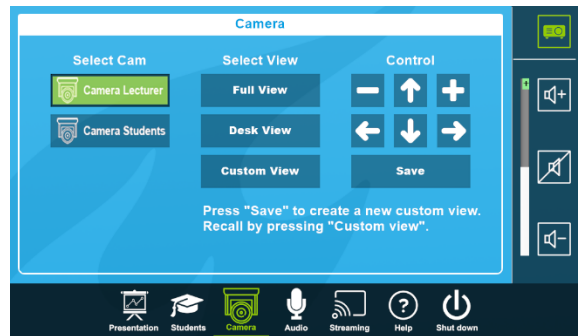 Camera
Select Cam
Select View
Control
Camera Lecturer
Full View
Camera Students
Desk View
Custom View
Save
Press "Save" to create a new custom view.
Recall by pressing "Custom view".
Presentation
Students
Camera
Audio
Streaming
Help
Shut down